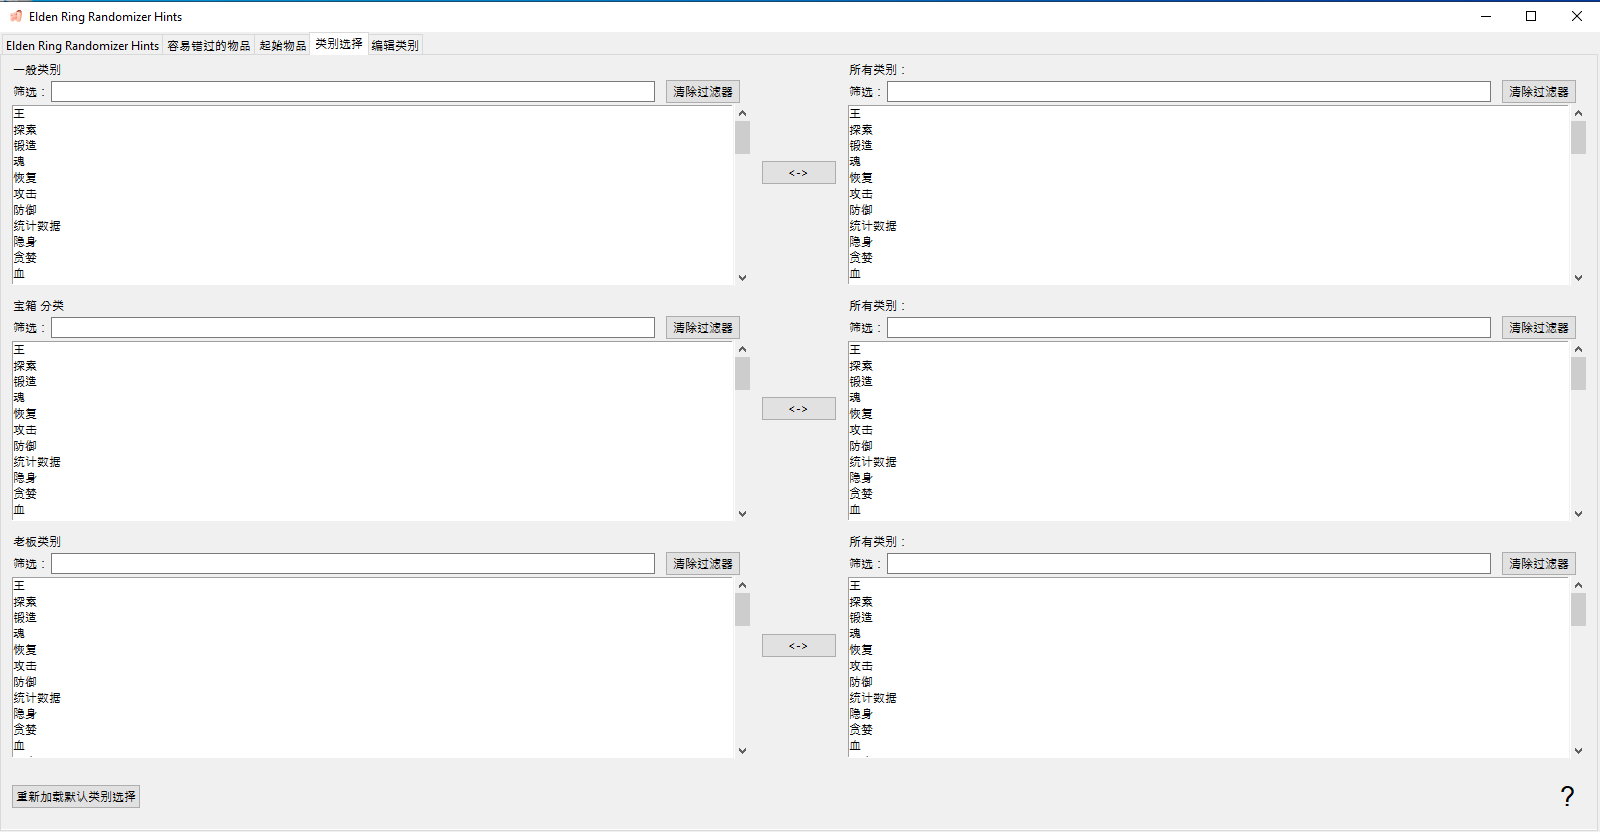 Elden Ring Randomizer Hints
Elden Ring Randomizer Hints 容易错过的物品 起始物品 类别选择 编辑类别
一般类别
筛选： 清除过滤器
王
探索
锻造
魂
恢复
攻击
防御
统计数据
隐身
贪婪
血
<->
所有类别：
筛选： 清除过滤器
王
探索
锻造
魂
恢复
攻击
防御
统计数据
隐身
贪婪
血
宝箱 分类
筛选： 清除过滤器
王
探索
锻造
魂
恢复
攻击
防御
统计数据
隐身
贪婪
血
<->
所有类别：
筛选： 清除过滤器
王
探索
锻造
魂
恢复
攻击
防御
统计数据
隐身
贪婪
血
老板类别
筛选： 清除过滤器
王
探索
锻造
魂
恢复
攻击
防御
统计数据
隐身
贪婪
血
<->
所有类别：
筛选： 清除过滤器
王
探索
锻造
魂
恢复
攻击
防御
统计数据
隐身
贪婪
血
重新加载默认类别选择
?